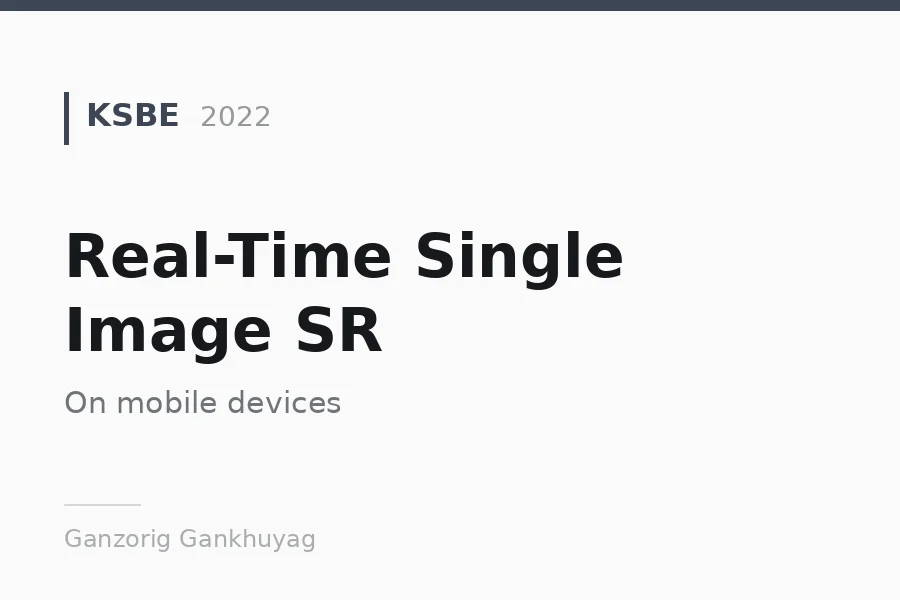 KSBE 2022
Real-Time Single
Image SR
On mobile devices
Ganzorig Gankhuyag